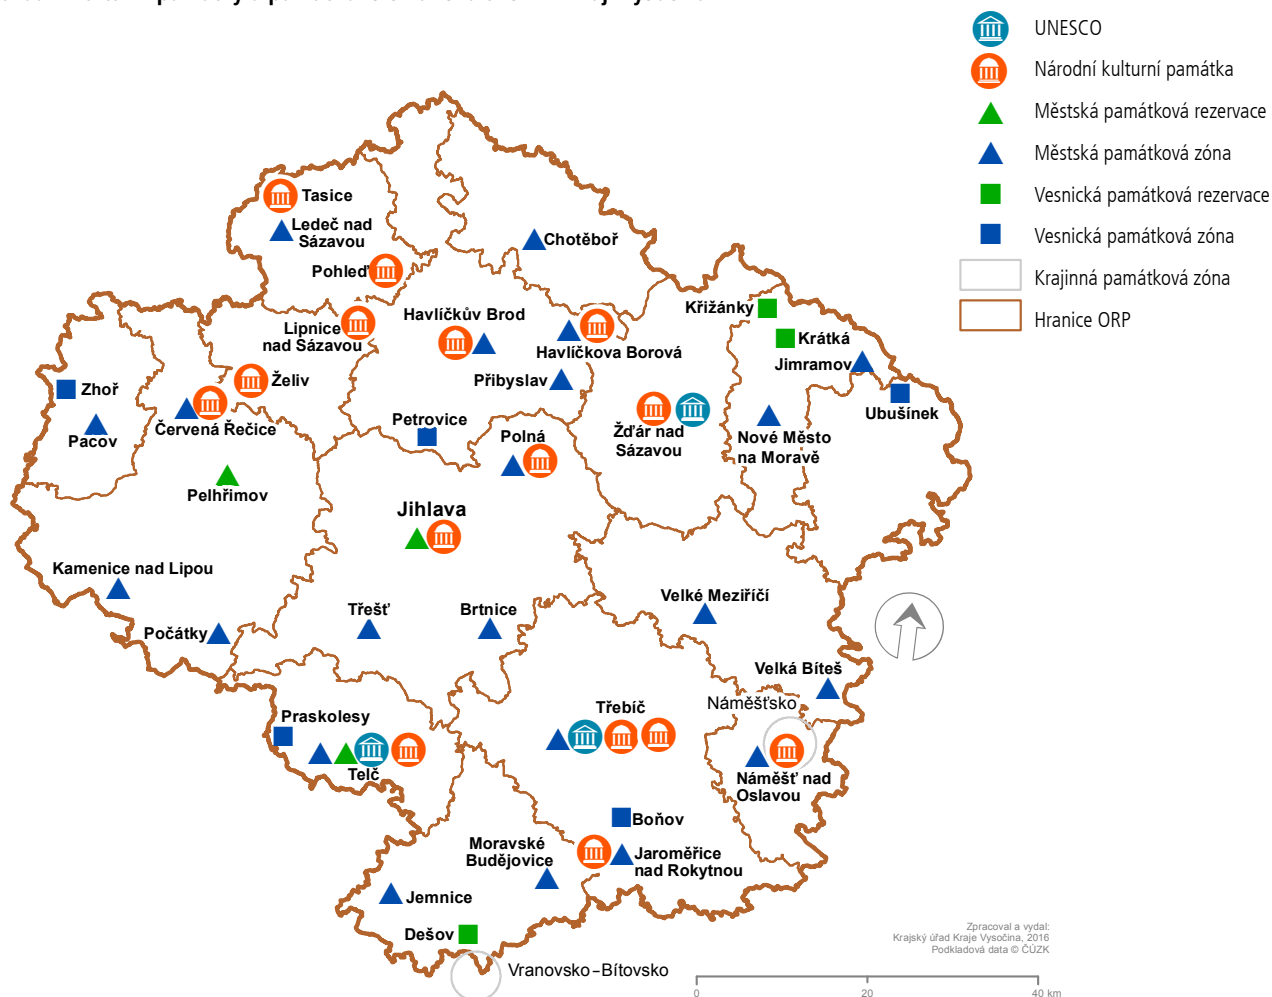 UNESCO
Národní kulturní památka
Městská památková rezervace
Městská památková zóna
Vesnická památková rezervace
Vesnická památková zóna
Krajinná památková zóna
Hranice ORP
Tasice
Ledeč nad
Sázavou
Chotěboř
Pohleď
Křižánky
Havlíčkův Brod
Lipnice
nad Sázavou
Krátká
Havlíčkova Borová
Jimramov
Želiv
Přibyslav
Zhoř
Ubušínek
Petrovice
Červená Řečice
Žďár nad
Sázavou
Pacov
Polná
Nové Město
na Moravě
Pelhřimov
Jihlava
Kamenice nad Lipou
Velké Meziříčí
Třešť
Brtnice
Počátky
Velká Bíteš
Náměšťsko
Třebíč
Praskolesy
Telč
Náměšť nad
Oslavou
Boňov
Moravské
Budějovice
Jaroměřice
nad Rokytnou
Jemnice
Dešov
Vranovsko-Bítovsko
Zpracoval a vydal:
Krajský úřad Kraje Vysočina, 2016
Podkladová data © ČÚZK
0 20 40 km